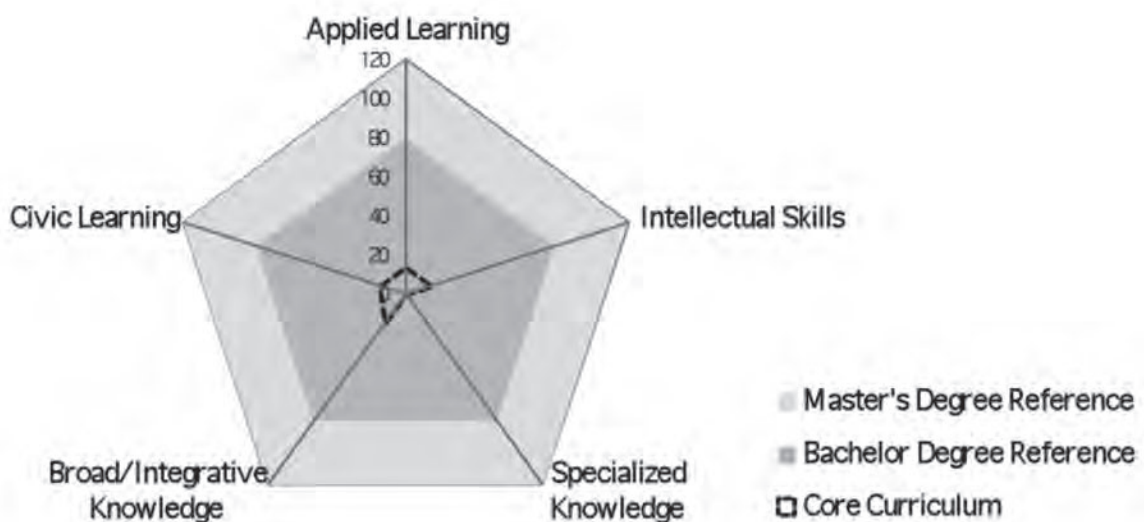 Applied Learning
120
100
80
60
40
20
0
Civic Learning
Intellectual Skills
Broad/Integrative
Knowledge
Specialized
Knowledge
Master's Degree Reference
Bachelor Degree Reference
Core Curriculum